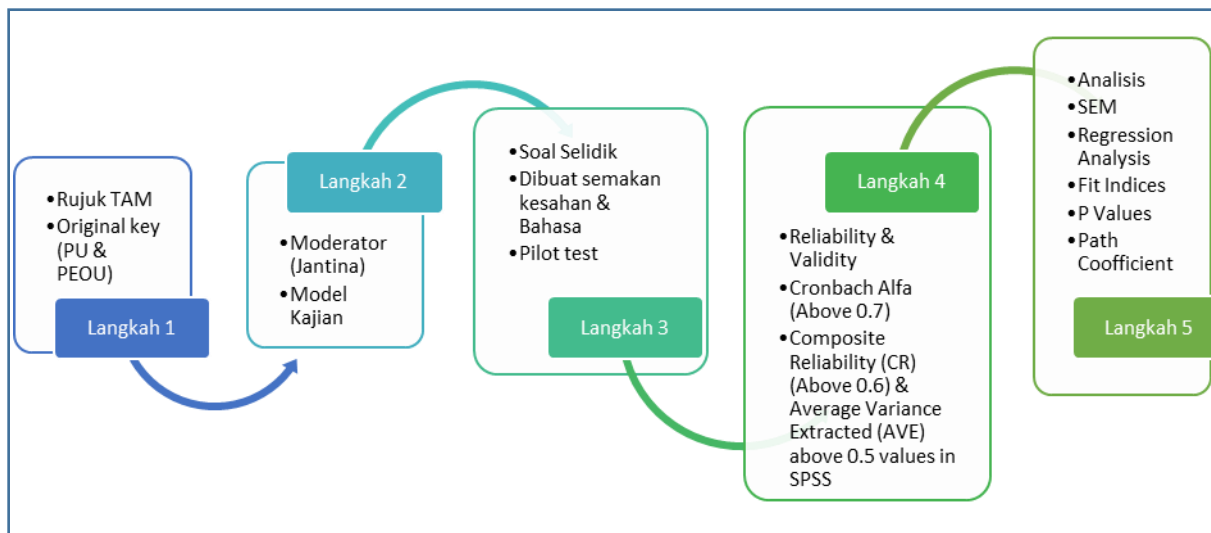 •Rujuk TAM
•Original key
(PU &
PEOU)
Langkah 1
Langkah 2
•Moderator
(Jantina)
•Model
Kajian
•Soal Selidik
•Dibuat semakan
kesahan &
Bahasa
•Pilot test
Langkah 3
Langkah 4
•Reliability &
Validity
•Cronbach Alfa
(Above 0.7)
•Composite
Reliability (CR)
(Above 0.6) &
Average Variance
Extracted (AVE)
above 0.5 values in
SPSS
•Analisis
•SEM
•Regression
Analysis
•Fit Indices
•P Values
•Path
Coofficient
Langkah 5